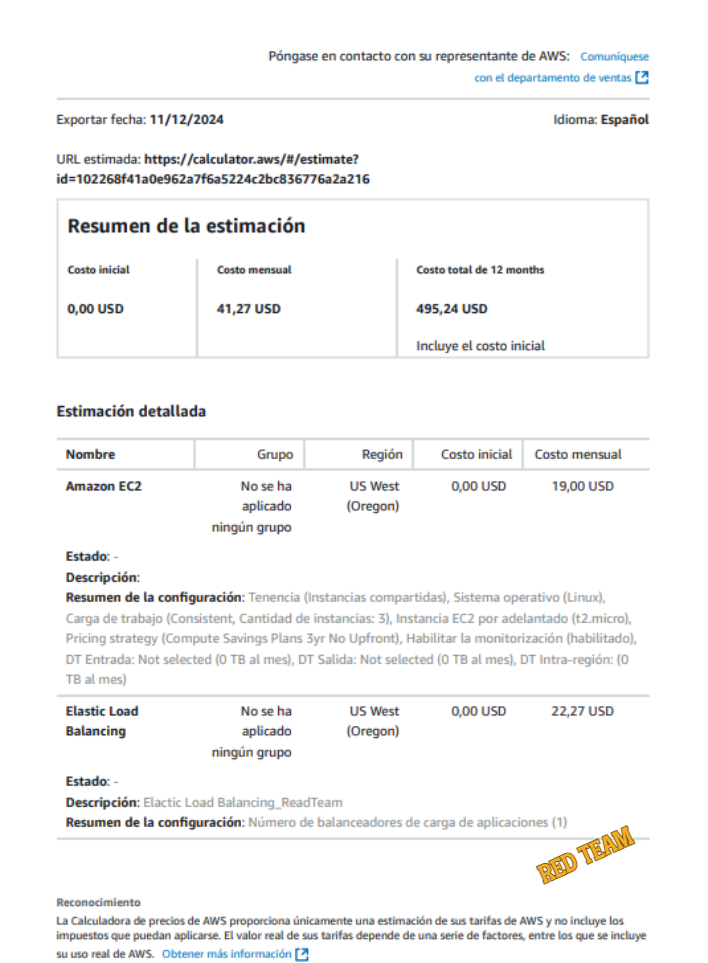 Póngase en contacto con su representante de AWS: Comuníquese
con el departamento de ventas
Exportar fecha: 11/12/2024 Idioma: Español
URL estimada: https://calculator.aws/#/estimate?
id=102268f41a0e962a7f6a5224c2bc836776a2a216
Resumen de la estimación
Costo inicial Costo mensual Costo total de 12 months
0,00 USD 41,27 USD 495,24 USD
Incluye el costo inicial
Estimación detallada
Nombre Grupo Región Costo inicial Costo mensual
Amazon EC2 No se ha US West 0,00 USD 19,00 USD
aplicado (Oregon)
ningún grupo
Estado: -
Descripción:
Resumen de la configuración: Tenencia (Instancias compartidas), Sistema operativo (Linux),
Carga de trabajo (Consistent, Cantidad de instancias: 3), Instancia EC2 por adelantado (t2.micro),
Pricing strategy (Compute Savings Plans 3yr No Upfront), Habilitar la monitorización (habilitado),
DT Entrada: Not selected (0 TB al mes), DT Salida: Not selected (0 TB al mes), DT Intra-región: (0
TB al mes)
Elastic Load No se ha US West 0,00 USD 22,27 USD
Balancing aplicado (Oregon)
ningún grupo
Estado: -
Descripción: Elactic Load Balancing_ReadTeam
Resumen de la configuración: Número de balanceadores de carga de aplicaciones (1)
RED TEAM
Reconocimiento
La Calculadora de precios de AWS proporciona únicamente una estimación de sus tarifas de AWS y no incluye los
impuestos que puedan aplicarse. El valor real de sus tarifas depende de una serie de factores, entre los que se incluye
su uso real de AWS. Obtener más información